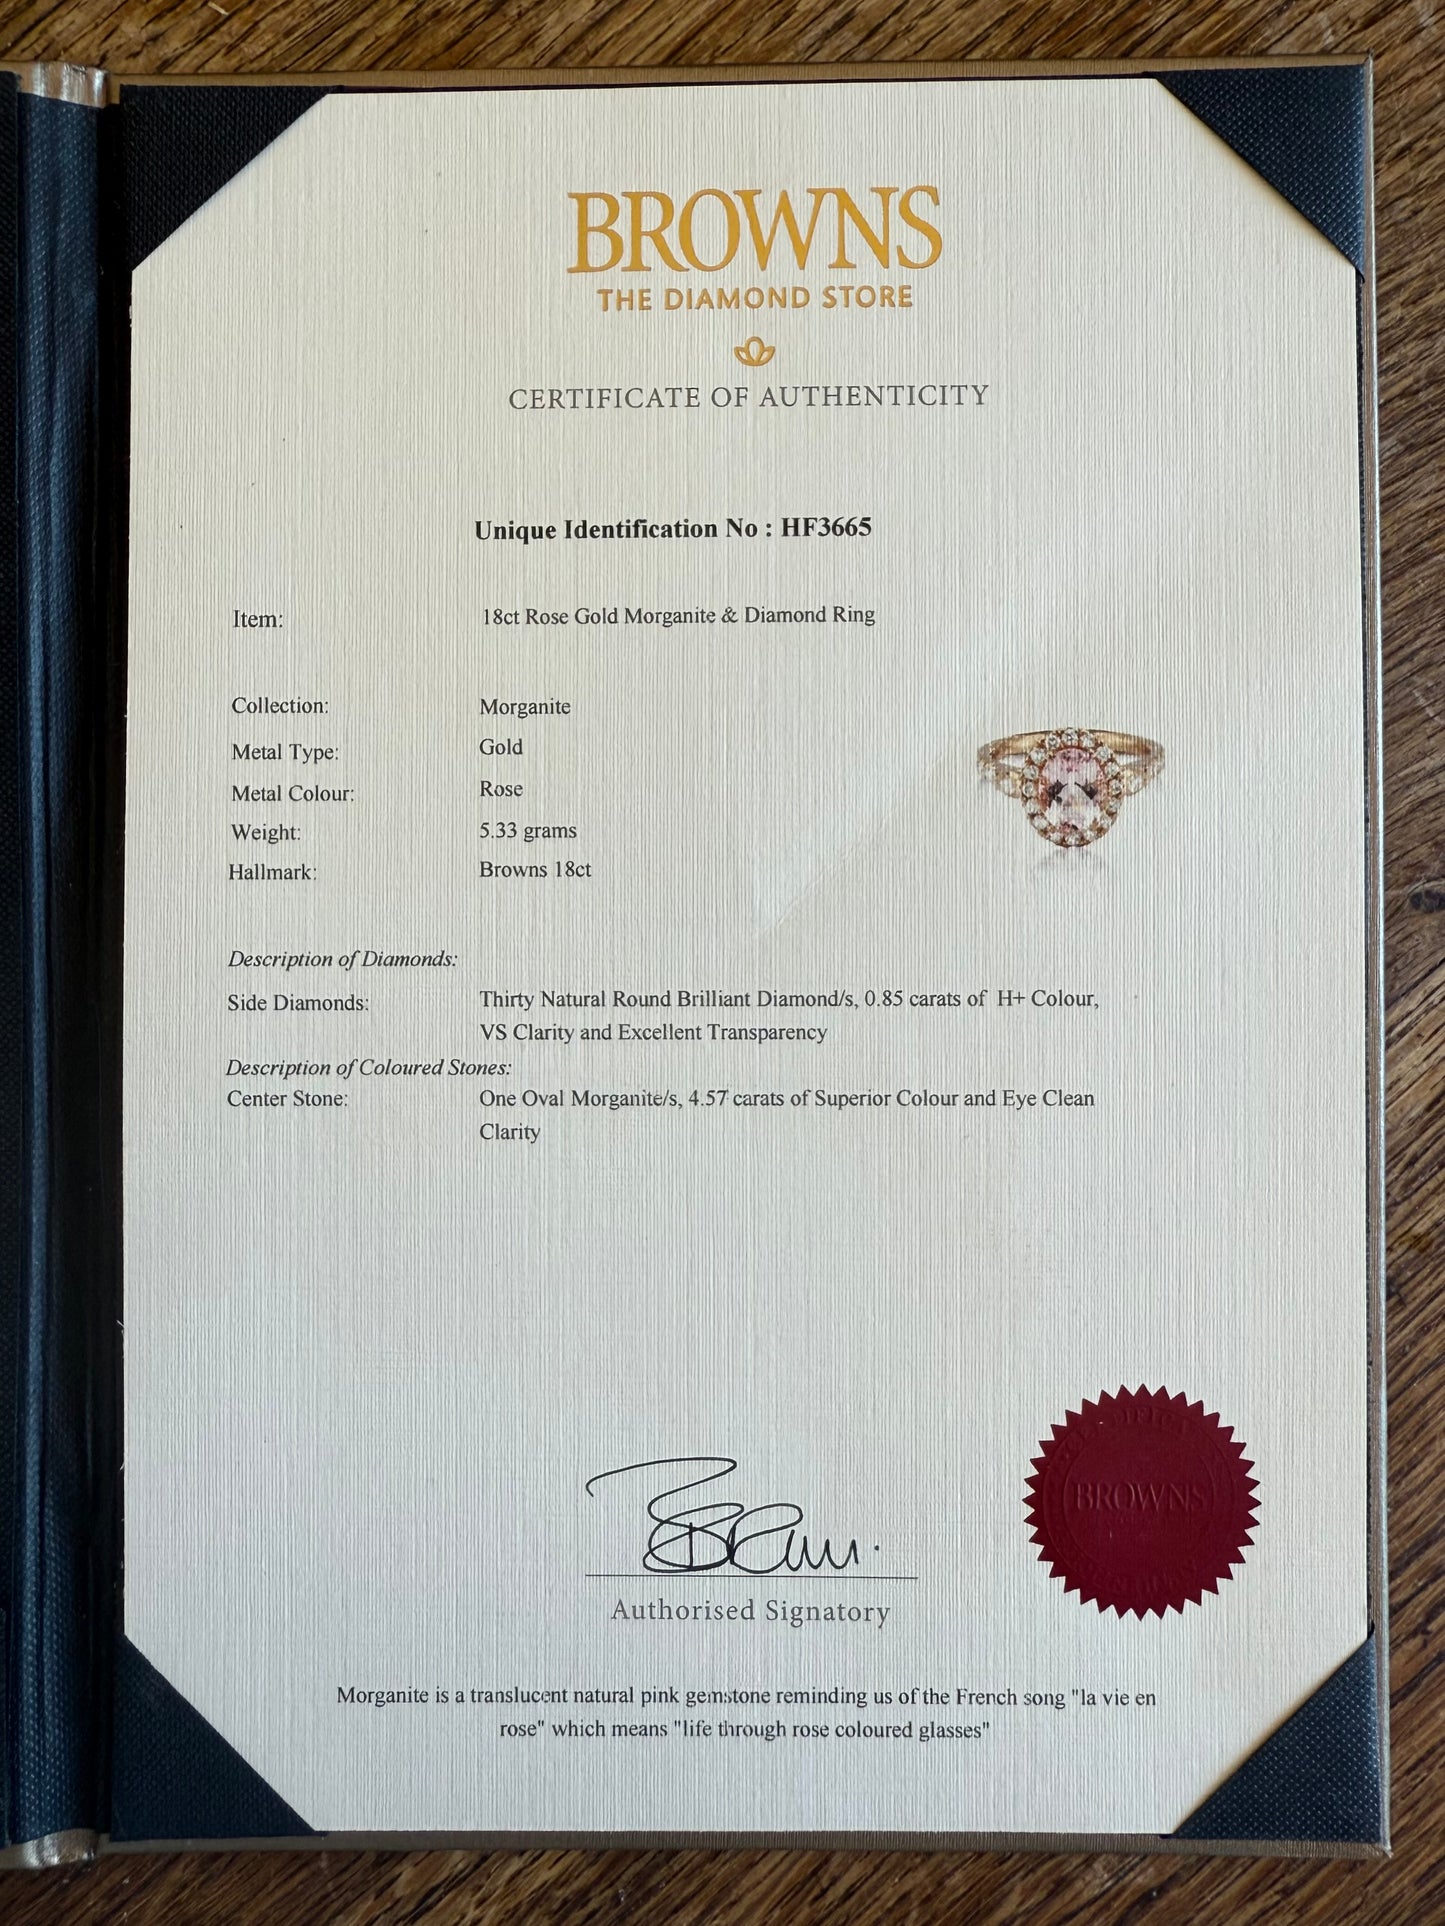 BROWNS
THE DIAMOND STORE
CERTIFICATE OF AUTHENTICITY
Unique Identification No : HF3665
Item: 18ct Rose Gold Morganite & Diamond Ring
Collection: Morganite
Metal Type: Gold
Metal Colour: Rose
Weight: 5.33 grams
Hallmark: Browns 18ct
Description of Diamonds:
Side Diamonds: Thirty Natural Round Brilliant Diamond/s, 0.85 carats of H+ Colour,
VS Clarity and Excellent Transparency
Description of Coloured Stones:
Center Stone: One Oval Morganite/s, 4.57 carats of Superior Colour and Eye Clean
Clarity
BROWNS
Authorised Signatory
Morganite is a translucent natural pink gemstone reminding us of the French song "la vie en
rose" which means "life through rose coloured glasses"